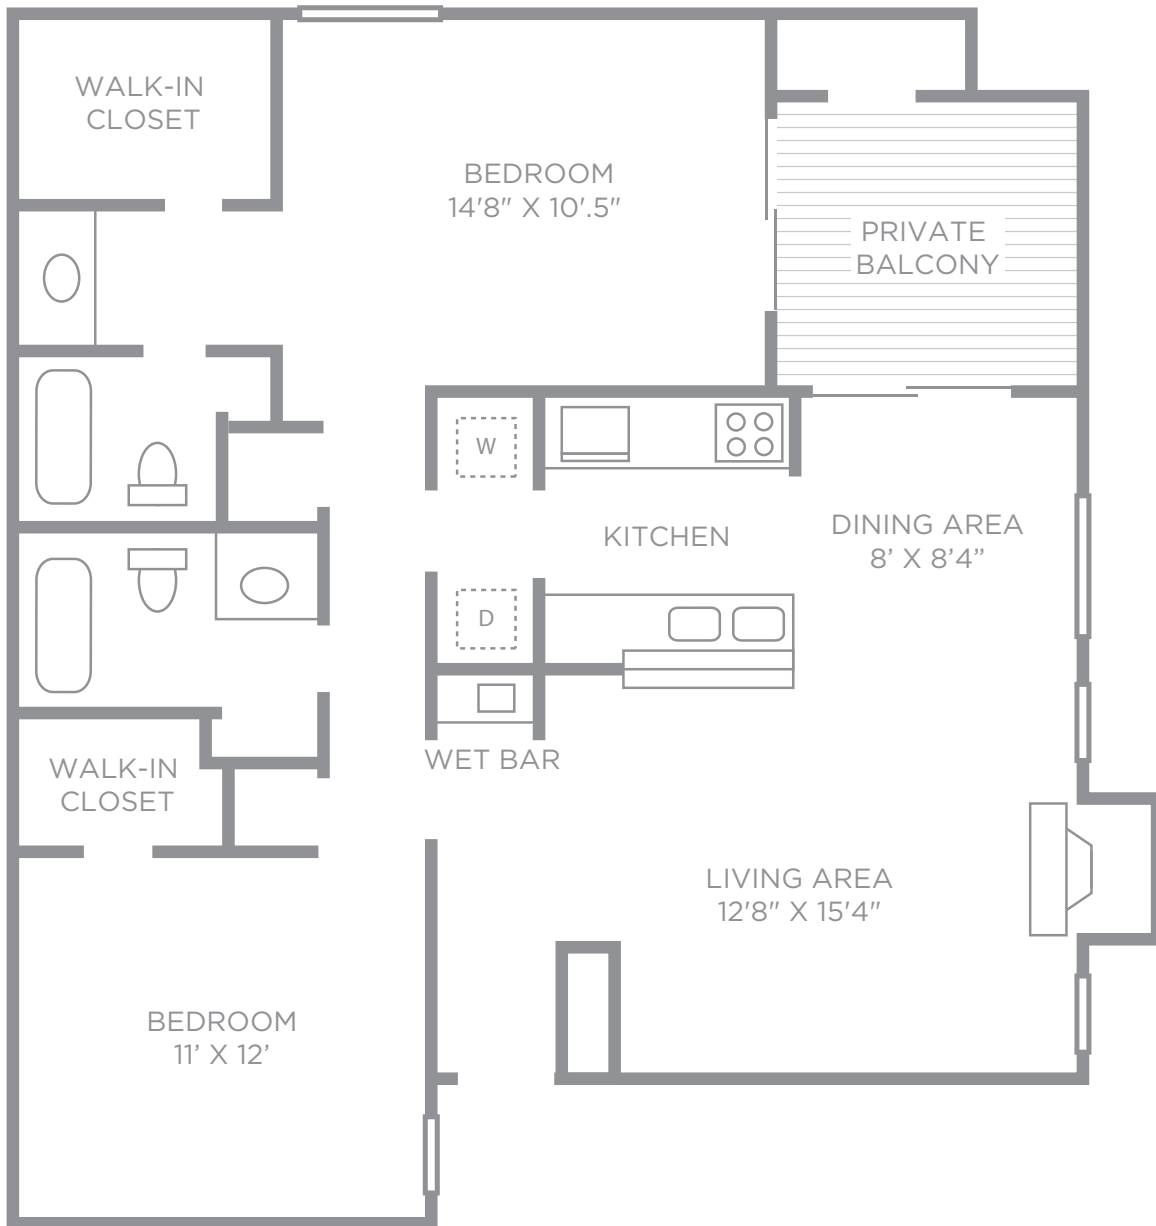 WALK-IN
CLOSET
BEDROOM
14'8" X 10'.5"
PRIVATE
BALCONY
W
KITCHEN
DINING AREA
8’ X 8’4”
D
WET BAR
WALK-IN
CLOSET
LIVING AREA
12'8" X 15'4"
BEDROOM
11’ X 12’